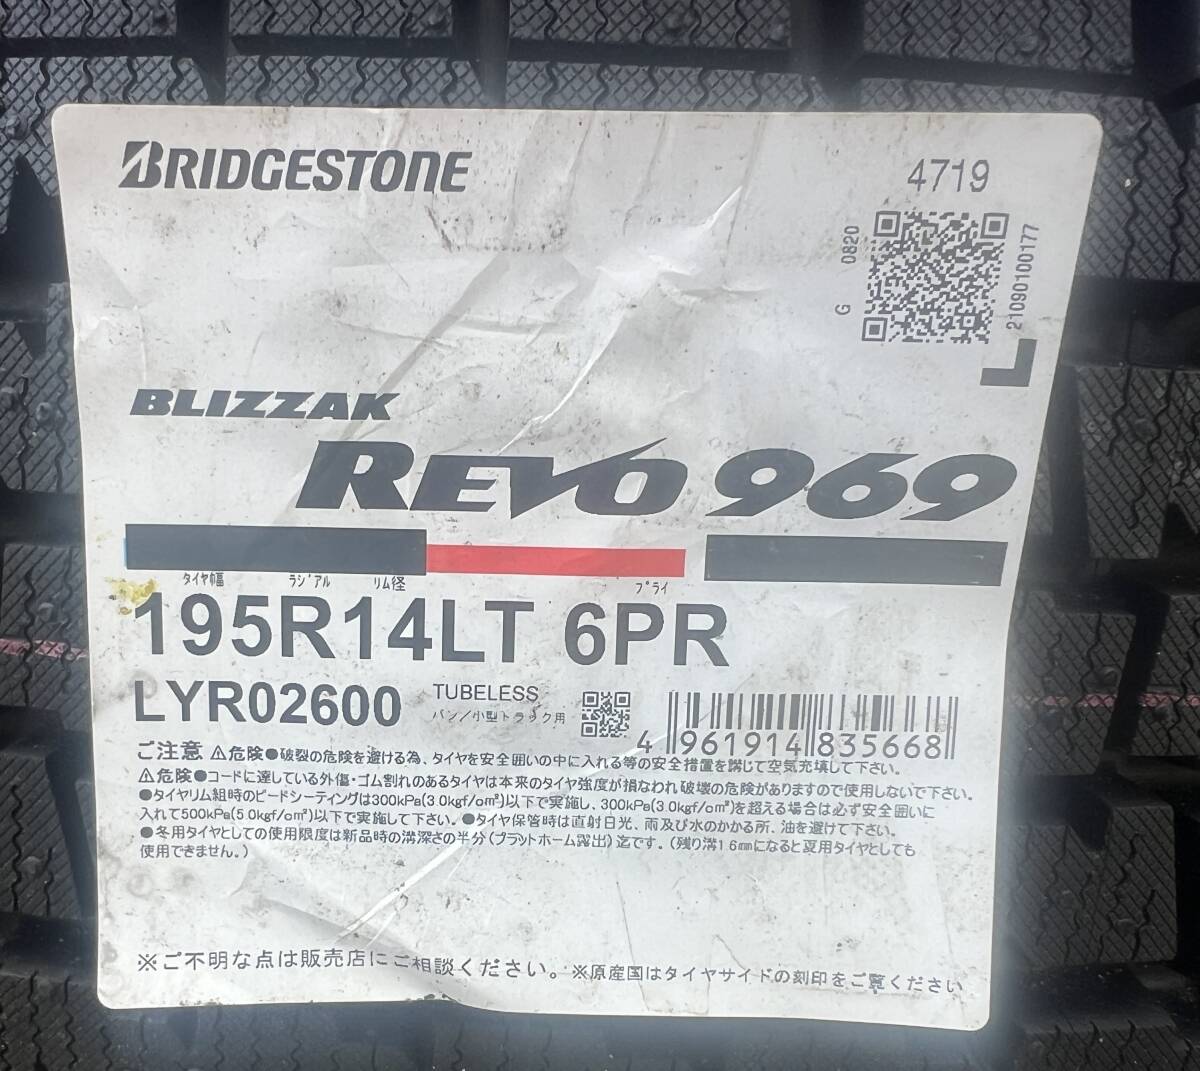 BRIDGESTONE
4719
G 0820
21090100177
L
BLIZZAK
REVO 969
タイヤ幅 ラジアル リム径 プライ
195R14LT 6PR
LYR02600
TUBELESS
バン/小型トラック用
4 961914 835668
ご注意 ⚠危険●破裂の危険を避ける為、タイヤを安全囲いの中に入れる等の安全措置を講じて空気充填して下さい。
⚠危険●コードに達している外傷・ゴム割れのあるタイヤは本来のタイヤ強度が損なわれ破壊の危険がありますので使用しないで下さい。
●タイヤリム組時のビードシーティングは300kPa(3.0kgf/cm²)以下で実施し、300kPa(3.0kgf/cm²)を超える場合は必ず安全囲いに
入れて500kPa(5.0kgf/cm²)以下で実施して下さい。●タイヤ保管時は直射日光、雨及び水のかかる所、油を避けて下さい。
●冬用タイヤとしての使用限度は新品時の溝深さの半分(プラットホーム露出)迄です。(残り溝1.6mmになると夏用タイヤとしても
使用できません。)
※ご不明な点は販売店にご相談ください。※原産国はタイヤサイドの刻印をご覧ください